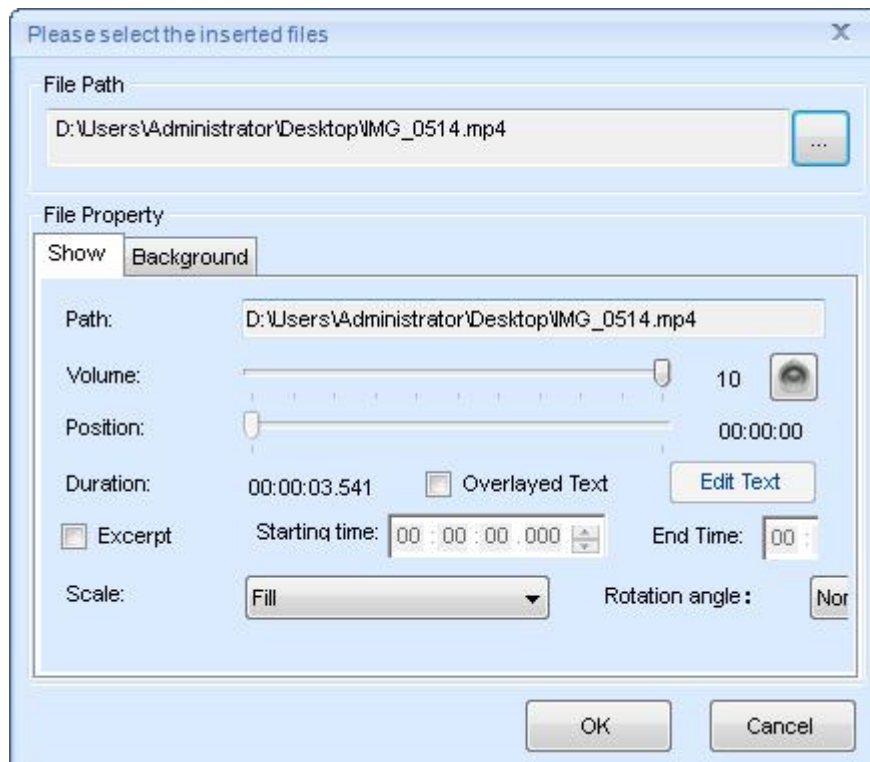 Please select the inserted files
File Path
D:\Users\Administrator\Desktop\IMG_0514.mp4
...
File Property
Show Background
Path: D:\Users\Administrator\Desktop\IMG_0514.mp4
Volume: 10
Position: 00:00:00
Duration: 00:00:03.541 Overlayed Text Edit Text
Excerpt Starting time: 00 : 00 : 00 .000 End Time: 00 :
Scale: Fill Rotation angle: Nor
OK Cancel